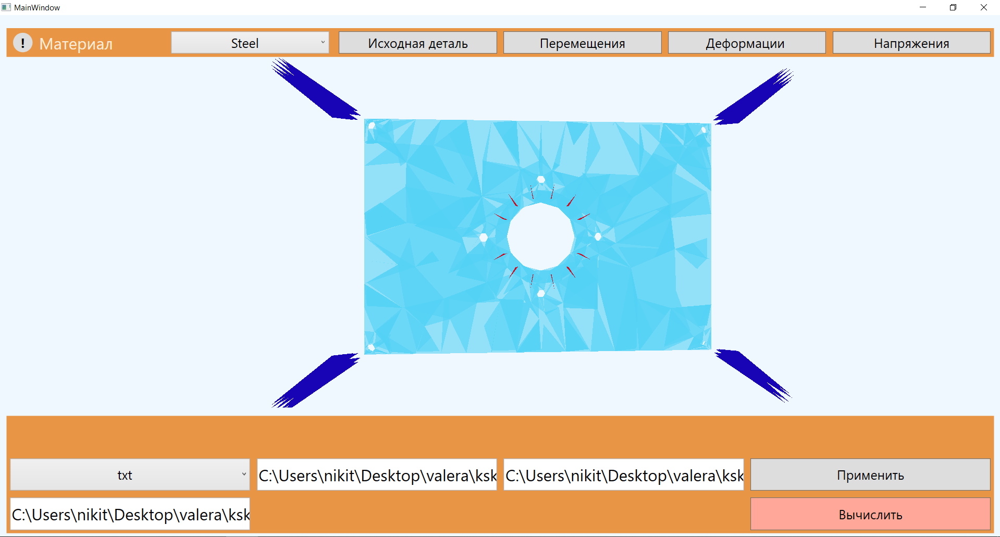 MainWindow
! Материал
Steel
Исходная деталь
Перемещения
Деформации
Напряжения
txt
C:\Users\nikit\Desktop\valera\ksk
C:\Users\nikit\Desktop\valera\ksk
Применить
C:\Users\nikit\Desktop\valera\ksk
Вычислить